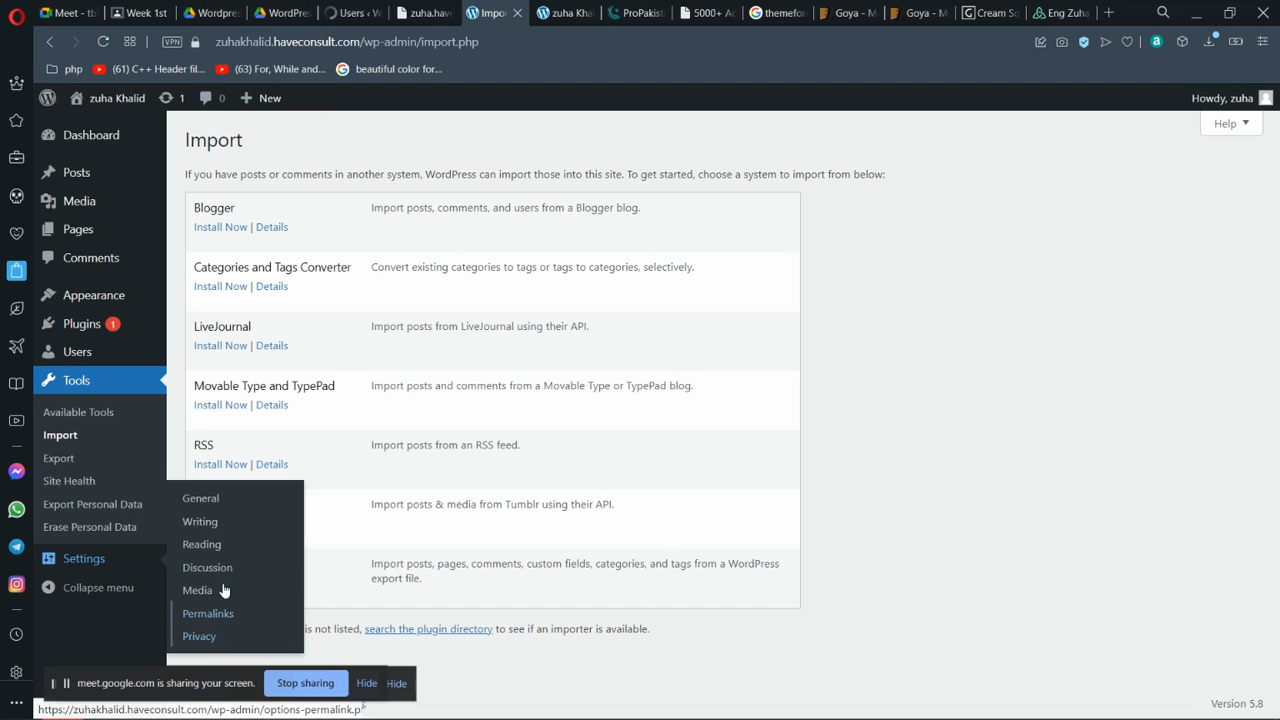 Meet - tb
Week 1st
Wordpres
WordPres
Users ‹ W
zuha.hav
Impo
zuha Kha
ProPakist
5000+ A
themefor
Goya - M
Goya - M
Cream Sq
Eng Zuha
VPN
zuhakhalid.haveconsult.com/wp-admin/import.php
php
(61) C++ Header fil...
(63) For, While and...
beautiful color for...
zuha Khalid
1
0
New
Howdy, zuha
Dashboard
Posts
Media
Pages
Comments
Appearance
Plugins 1
Users
Tools
Available Tools
Import
Export
Site Health
Export Personal Data
Erase Personal Data
Settings
Collapse menu
General
Writing
Reading
Discussion
Media
Permalinks
Privacy
Help
Import
If you have posts or comments in another system, WordPress can import those into this site. To get started, choose a system to import from below:
Blogger
Import posts, comments, and users from a Blogger blog.
Install Now | Details
Categories and Tags Converter
Convert existing categories to tags or tags to categories, selectively.
Install Now | Details
LiveJournal
Import posts from LiveJournal using their API.
Install Now | Details
Movable Type and TypePad
Import posts and comments from a Movable Type or TypePad blog.
Install Now | Details
RSS
Import posts from an RSS feed.
Install Now | Details
Import posts & media from Tumblr using their API.
Import posts, pages, comments, custom fields, categories, and tags from a WordPress
export file.
is not listed, search the plugin directory to see if an importer is available.
meet.google.com is sharing your screen.
Stop sharing
Hide
Hide
https://zuhakhalid.haveconsult.com/wp-admin/options-permalink.p
Version 5.8